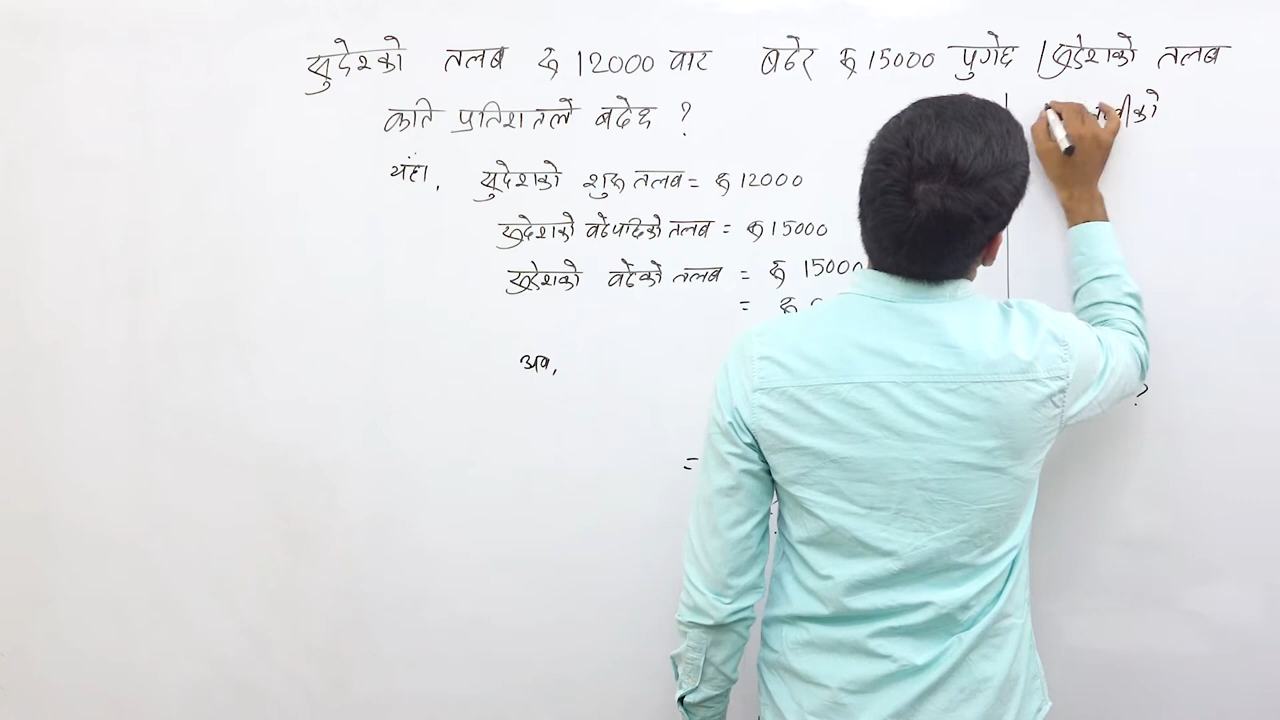 सुदेशको तलब रू 12000 बाट बढेर रू 15000 पुगेछ । सुदेशको तलब
कति प्रतिशतले बढेछ ?
यहाँ, सुदेशको शुरु तलब = रू 12000
सुदेशको बढेपछिको तलब = रू 15000
सुदेशको बढेको तलब = रू 15000
= रू
अब,
?
=